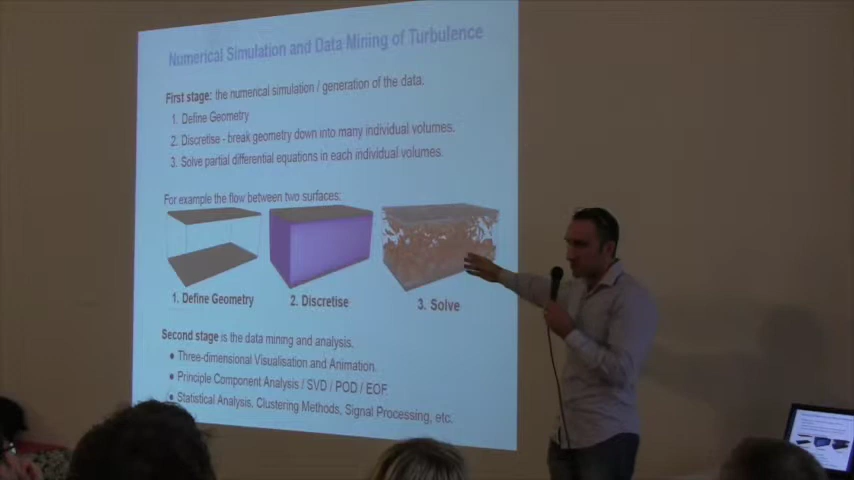 Numerical Simulation and Data Mining of Turbulence
First stage: the numerical simulation / generation of the data.
1. Define Geometry
2. Discretise - break geometry down into many individual volumes.
3. Solve partial differential equations in each individual volumes.
For example the flow between two surfaces:
1. Define Geometry
2. Discretise
3. Solve
Second stage is the data mining and analysis.
● Three-dimensional Visualisation and Animation.
● Principle Component Analysis / SVD / POD / EOF
● Statistical Analysis, Clustering Methods, Signal Processing, etc.